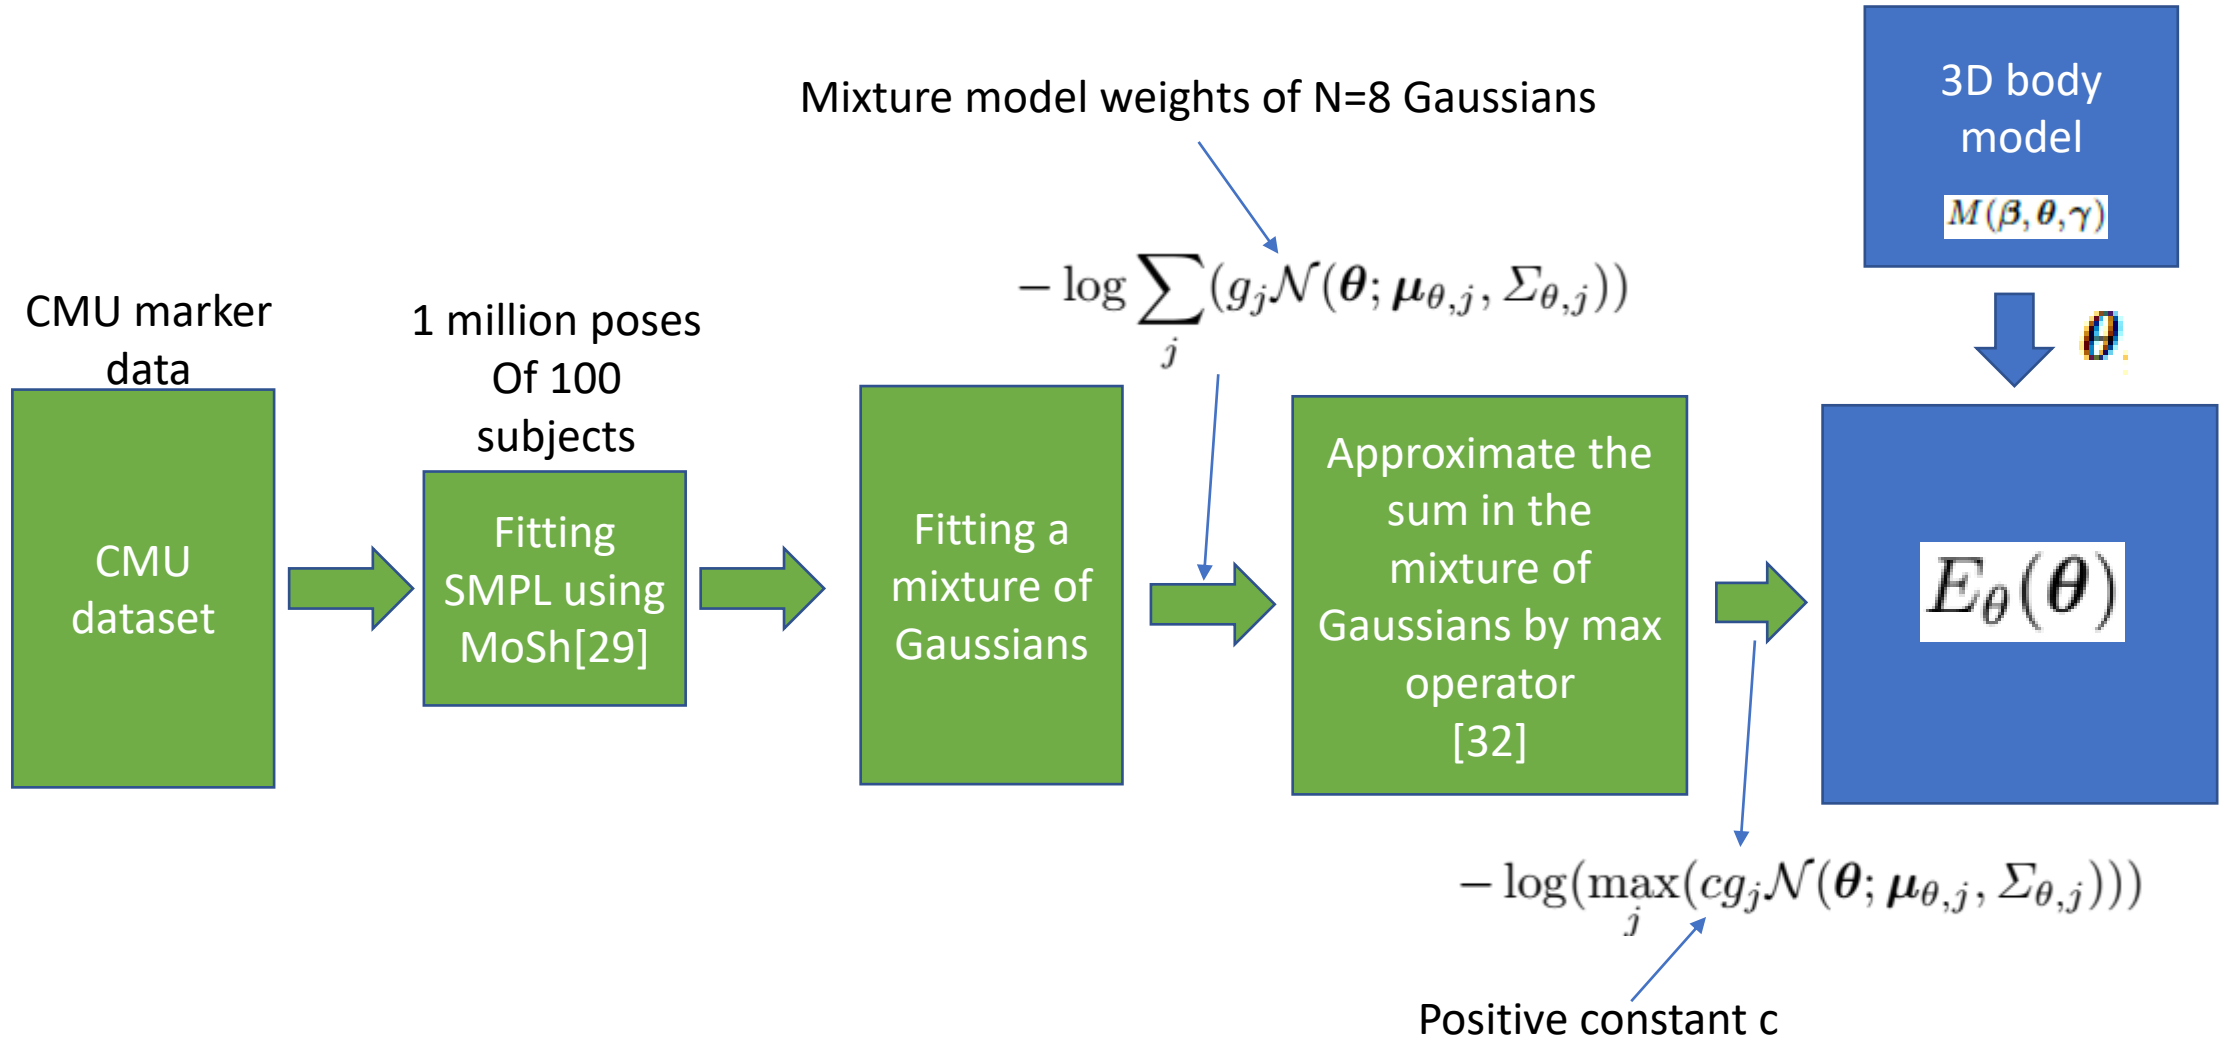 Mixture model weights of N=8 Gaussians
3D body
model
M(β,θ,γ)
− log ∑ⱼ (gⱼ𝒩(θ; μθ,ⱼ, Σθ,ⱼ))
θ
CMU marker
data
1 million poses
Of 100
subjects
CMU
dataset
Fitting
SMPL using
MoSh[29]
Fitting a
mixture of
Gaussians
Approximate the
sum in the
mixture of
Gaussians by max
operator
[32]
E_θ(θ)
− log(maxⱼ(cgⱼ𝒩(θ; μθ,ⱼ, Σθ,ⱼ)))
Positive constant c